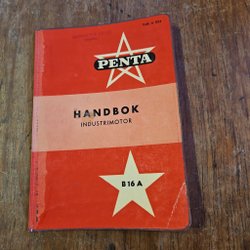 PENTA
HANDBOK
INDUSTRIMOTOR
B16 A